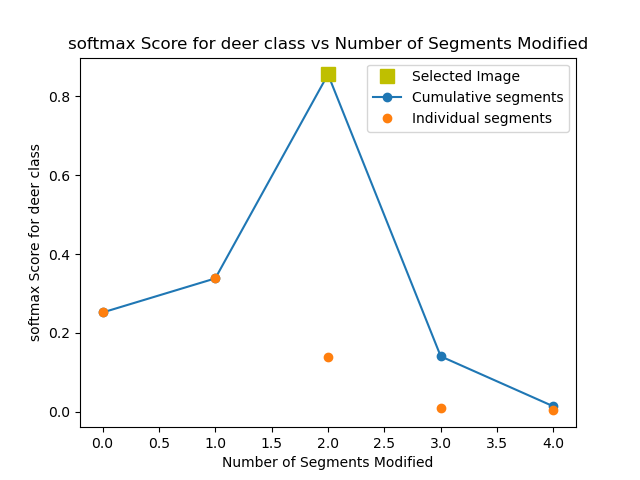 softmax Score for deer class vs Number of Segments Modified
Selected Image
Cumulative segments
Individual segments
softmax Score for deer class
0.8
0.6
0.4
0.2
0.0
0.0 0.5 1.0 1.5 2.0 2.5 3.0 3.5 4.0
Number of Segments Modified